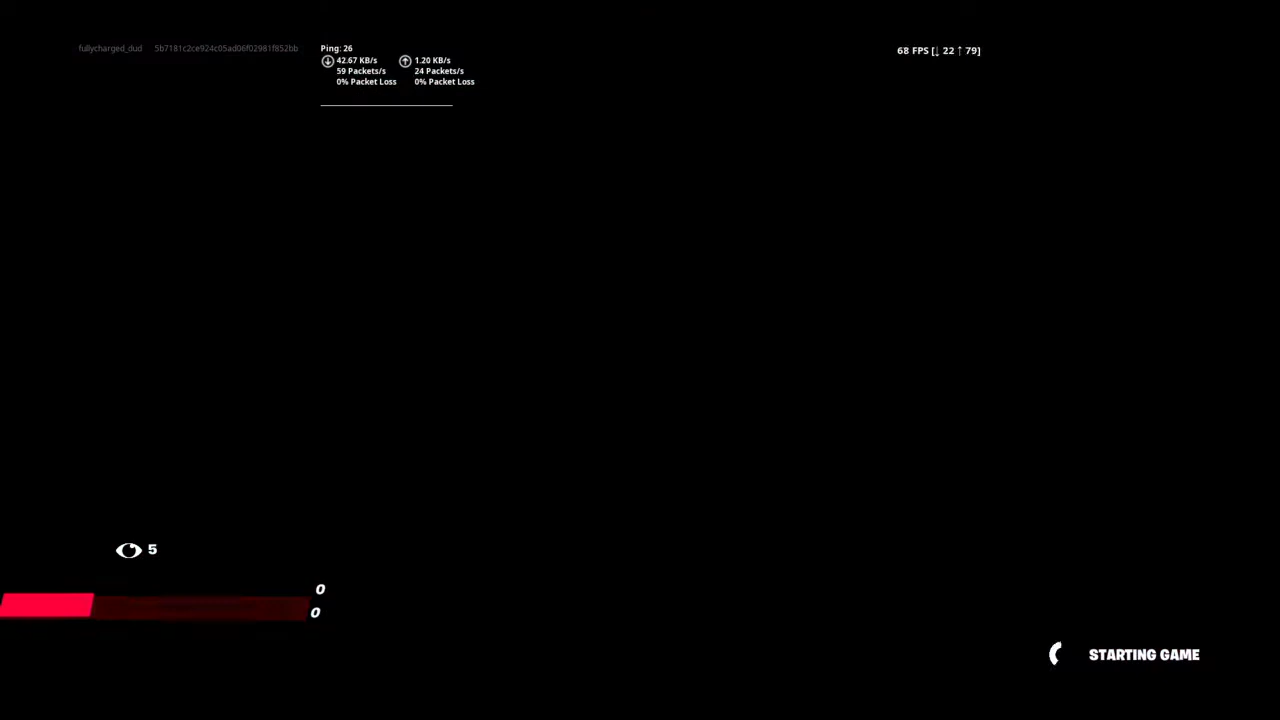 fullycharged_dud 5b7181c2ce924c05ad06f02981f852bb
Ping: 26
42.67 KB/s 1.20 KB/s
59 Packets/s 24 Packets/s
0% Packet Loss 0% Packet Loss
68 FPS [↓ 22 ↑ 79]
5
0
0
STARTING GAME